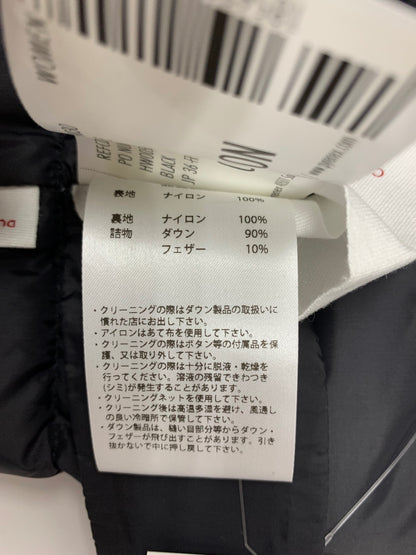 WOMEN
BLACK
JP 36-FI
NO.
表地 ナイロン 100%
裏地 ナイロン 100%
詰物 ダウン 90%
フェザー 10%
・クリーニングの際はダウン製品の取扱いに
慣れた店にお出し下さい。
・アイロンはあて布を使用して下さい。
・クリーニングの際はボタン等の付属品を保
護、又は取り外して下さい。
・クリーニングの際は十分に脱液・乾燥を
行ってください。溶液の残留できわつき
(シミ)が発生することがあります。
・クリーニングネットを使用して下さい。
・クリーニング後は高温多湿を避け、風通し
の良い冷暗所で保管して下さい。
・ダウン製品は、縫い目部分等からダウン・
フェザーが飛び出すことがあります。引き
抜かないで中に押し戻して下さい。